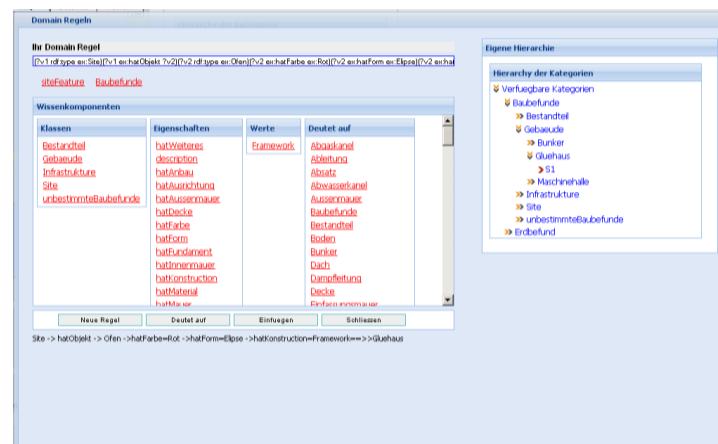 Domain Regeln
Ihr Domain Regel
(?v1 rdf:type ex:Site)(?v1 ex:hatObjekt ?v2)(?v2 rdf:type ex:Ofen)(?v2 ex:hatFarbe ex:Rot)(?v2 ex:hatForm ex:Elipse)(?v2 ex:hat
siteFeature Baubefunde
Wissenkomponenten
Klassen
Bestandteil
Gebaeude
Infrastrukture
Site
unbestimmteBaubefunde
Eigenschaften
hatWeiteres
description
hatAnbau
hatAusrichtung
hatAussenmauer
hatDecke
hatFarbe
hatForm
hatFundament
hatInnenmauer
hatKonstruction
hatMaterial
hatMauer
Werte
Framework
Deutet auf
Abgaskanel
Ableitung
Absatz
Abwasserkanel
Aussenmauer
Baubefunde
Bestandteil
Boden
Bunker
Dach
Dampfleitung
Decke
Einfassungsmauer
Neue Regel Deutet auf Einfuegen Schliessen
Site -> hatObjekt -> Ofen ->hatFarbe=Rot ->hatForm=Elipse ->hatKonstruction=Framework==>>Gluehaus
Eigene Hierarchie
Hierarchy der Kategorien
Verfuegbare Kategorien
Baubefunde
Bestandteil
Gebaeude
Bunker
Gluehaus
S1
Maschinehalle
Infrastrukture
Site
unbestimmteBaubefunde
Erdbefund